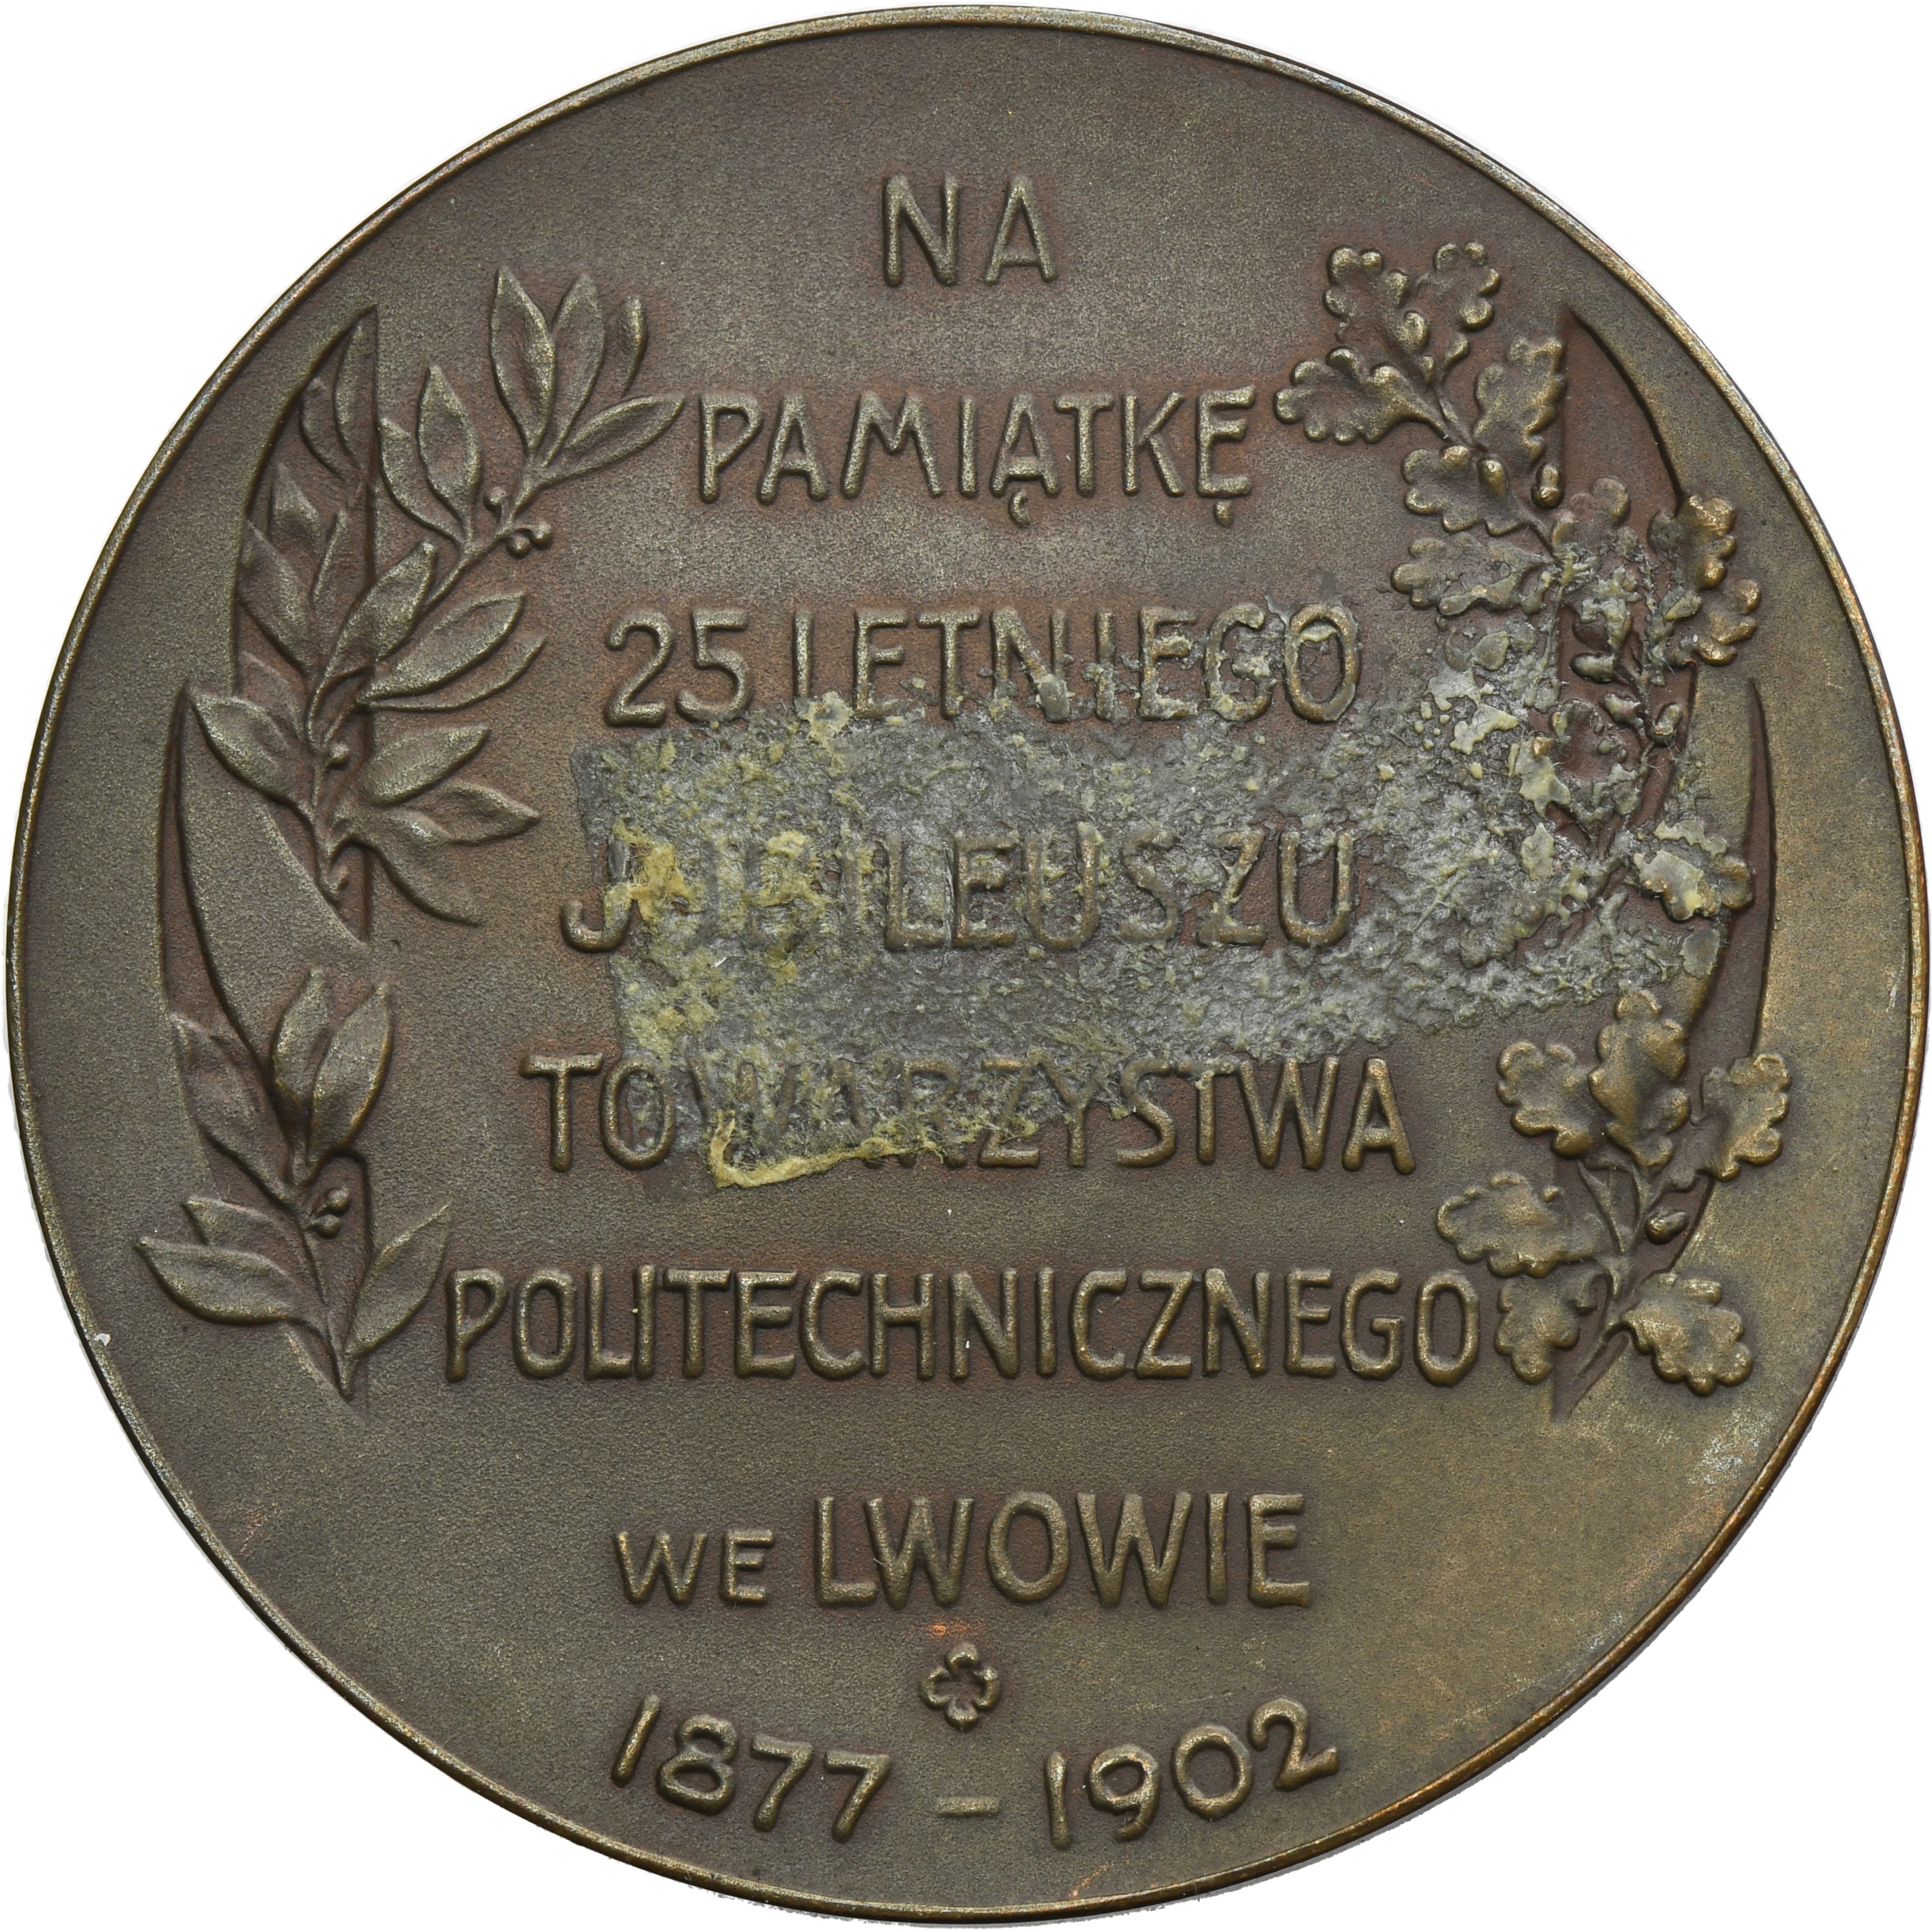 NA
PAMIĄTKĘ
25 LETNIEGO
JUBILEUSZU
TOWARZYSTWA
POLITECHNICZNEGO
WE LWOWIE
1877 – 1902